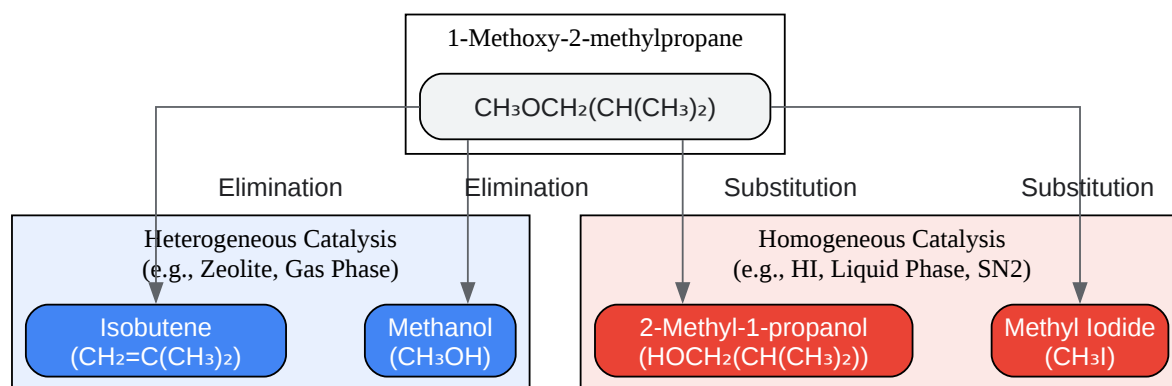 1-Methoxy-2-methylpropane
CH₃OCH₂(CH(CH₃)₂)
Elimination
Elimination
Substitution
Substitution
Heterogeneous Catalysis
(e.g., Zeolite, Gas Phase)
Homogeneous Catalysis
(e.g., HI, Liquid Phase, SN2)
Isobutene
(CH₂=C(CH₃)₂)
Methanol
(CH₃OH)
2-Methyl-1-propanol
(HOCH₂(CH(CH₃)₂))
Methyl Iodide
(CH₃I)